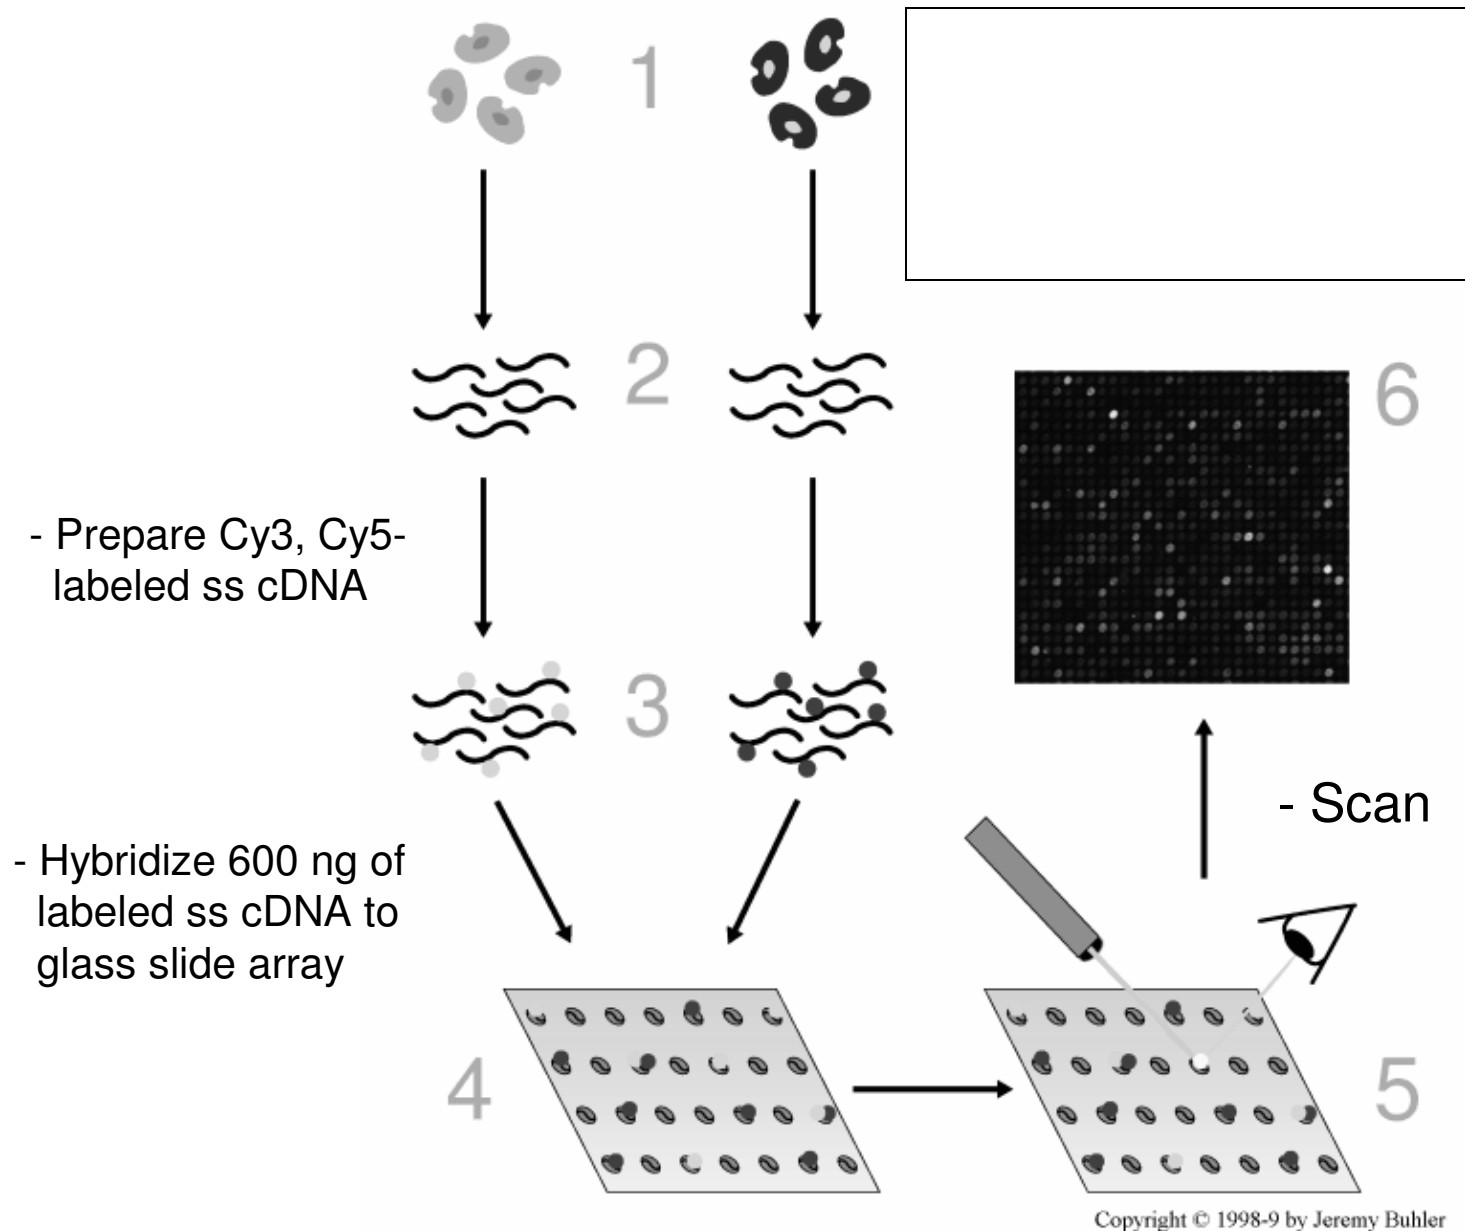 1
2
6
- Prepare Cy3, Cy5-
labeled ss cDNA
3
- Scan
- Hybridize 600 ng of
labeled ss cDNA to
glass slide array
4
5
Copyright © 1998-9 by Jeremy Buhler